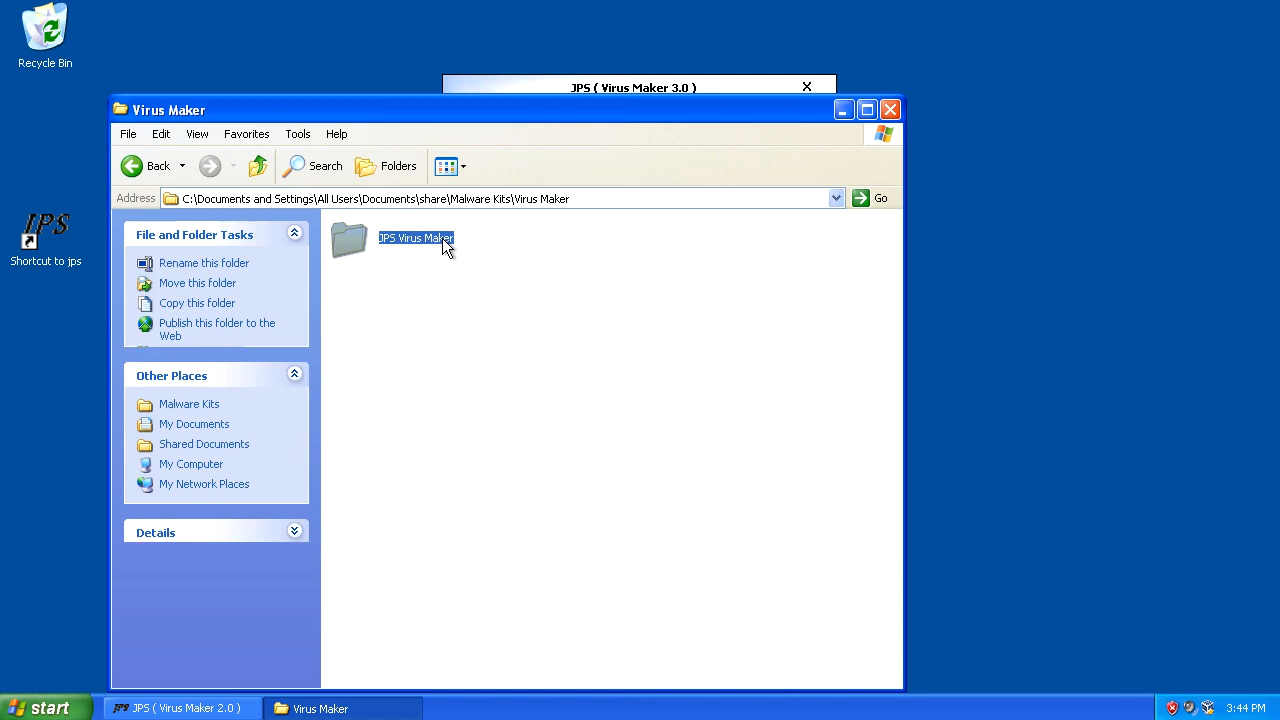 Recycle Bin
JPS ( Virus Maker 3.0 )
X
Virus Maker
File Edit View Favorites Tools Help
Back Search Folders
Address C:\Documents and Settings\All Users\Documents\share\Malware Kits\Virus Maker Go
JPS
Shortcut to jps
File and Folder Tasks
Rename this folder
Move this folder
Copy this folder
Publish this folder to the
Web
Other Places
Malware Kits
My Documents
Shared Documents
My Computer
My Network Places
Details
JPS Virus Maker
start JPS ( Virus Maker 2.0 ) Virus Maker 3:44 PM